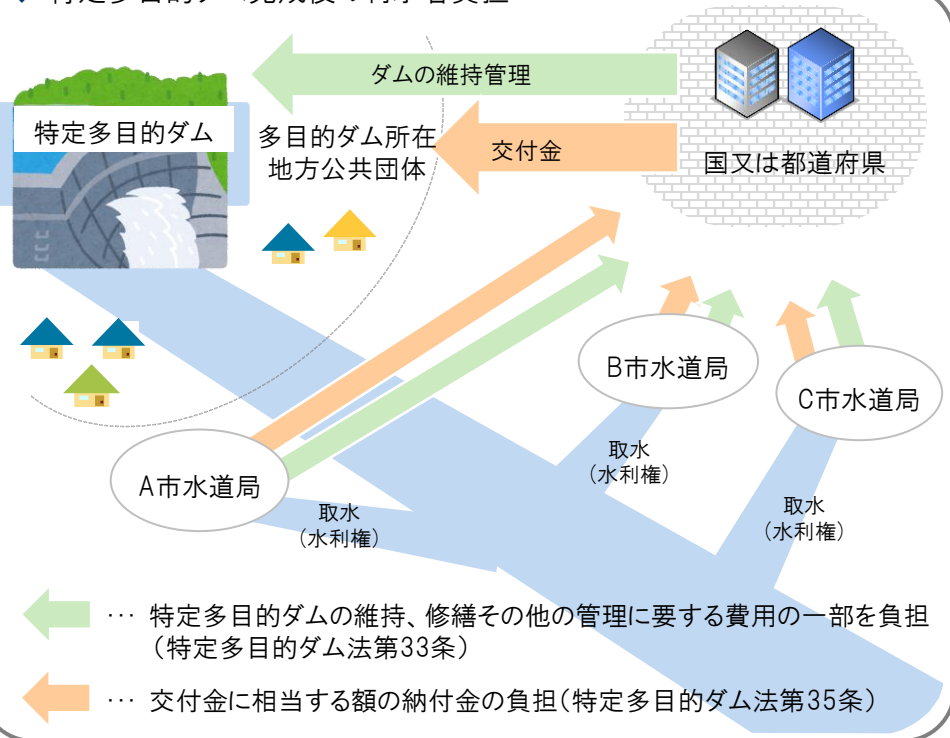 ダムの維持管理
特定多目的ダム
多目的ダム所在
地方公共団体
交付金
国又は都道府県
B市水道局
C市水道局
A市水道局
取水
(水利権)
取水
(水利権)
取水
(水利権)
… 特定多目的ダムの維持、修繕その他の管理に要する費用の一部を負担
(特定多目的ダム法第33条)
… 交付金に相当する額の納付金の負担(特定多目的ダム法第35条)